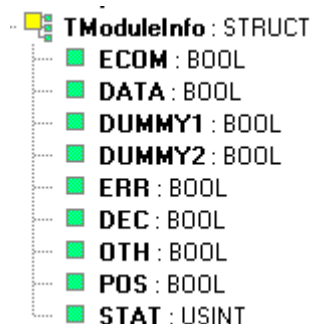 TModuleInfo : STRUCT
ECOM : BOOL
DATA : BOOL
DUMMY1 : BOOL
DUMMY2 : BOOL
ERR : BOOL
DEC : BOOL
OTH : BOOL
POS : BOOL
STAT : USINT